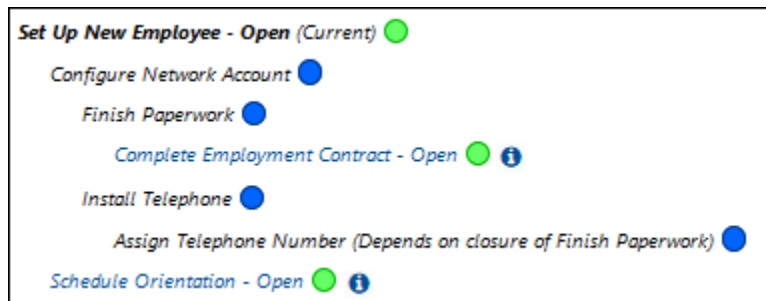 Set Up New Employee - Open (Current)
Configure Network Account
Finish Paperwork
Complete Employment Contract - Open
Install Telephone
Assign Telephone Number (Depends on closure of Finish Paperwork)
Schedule Orientation - Open